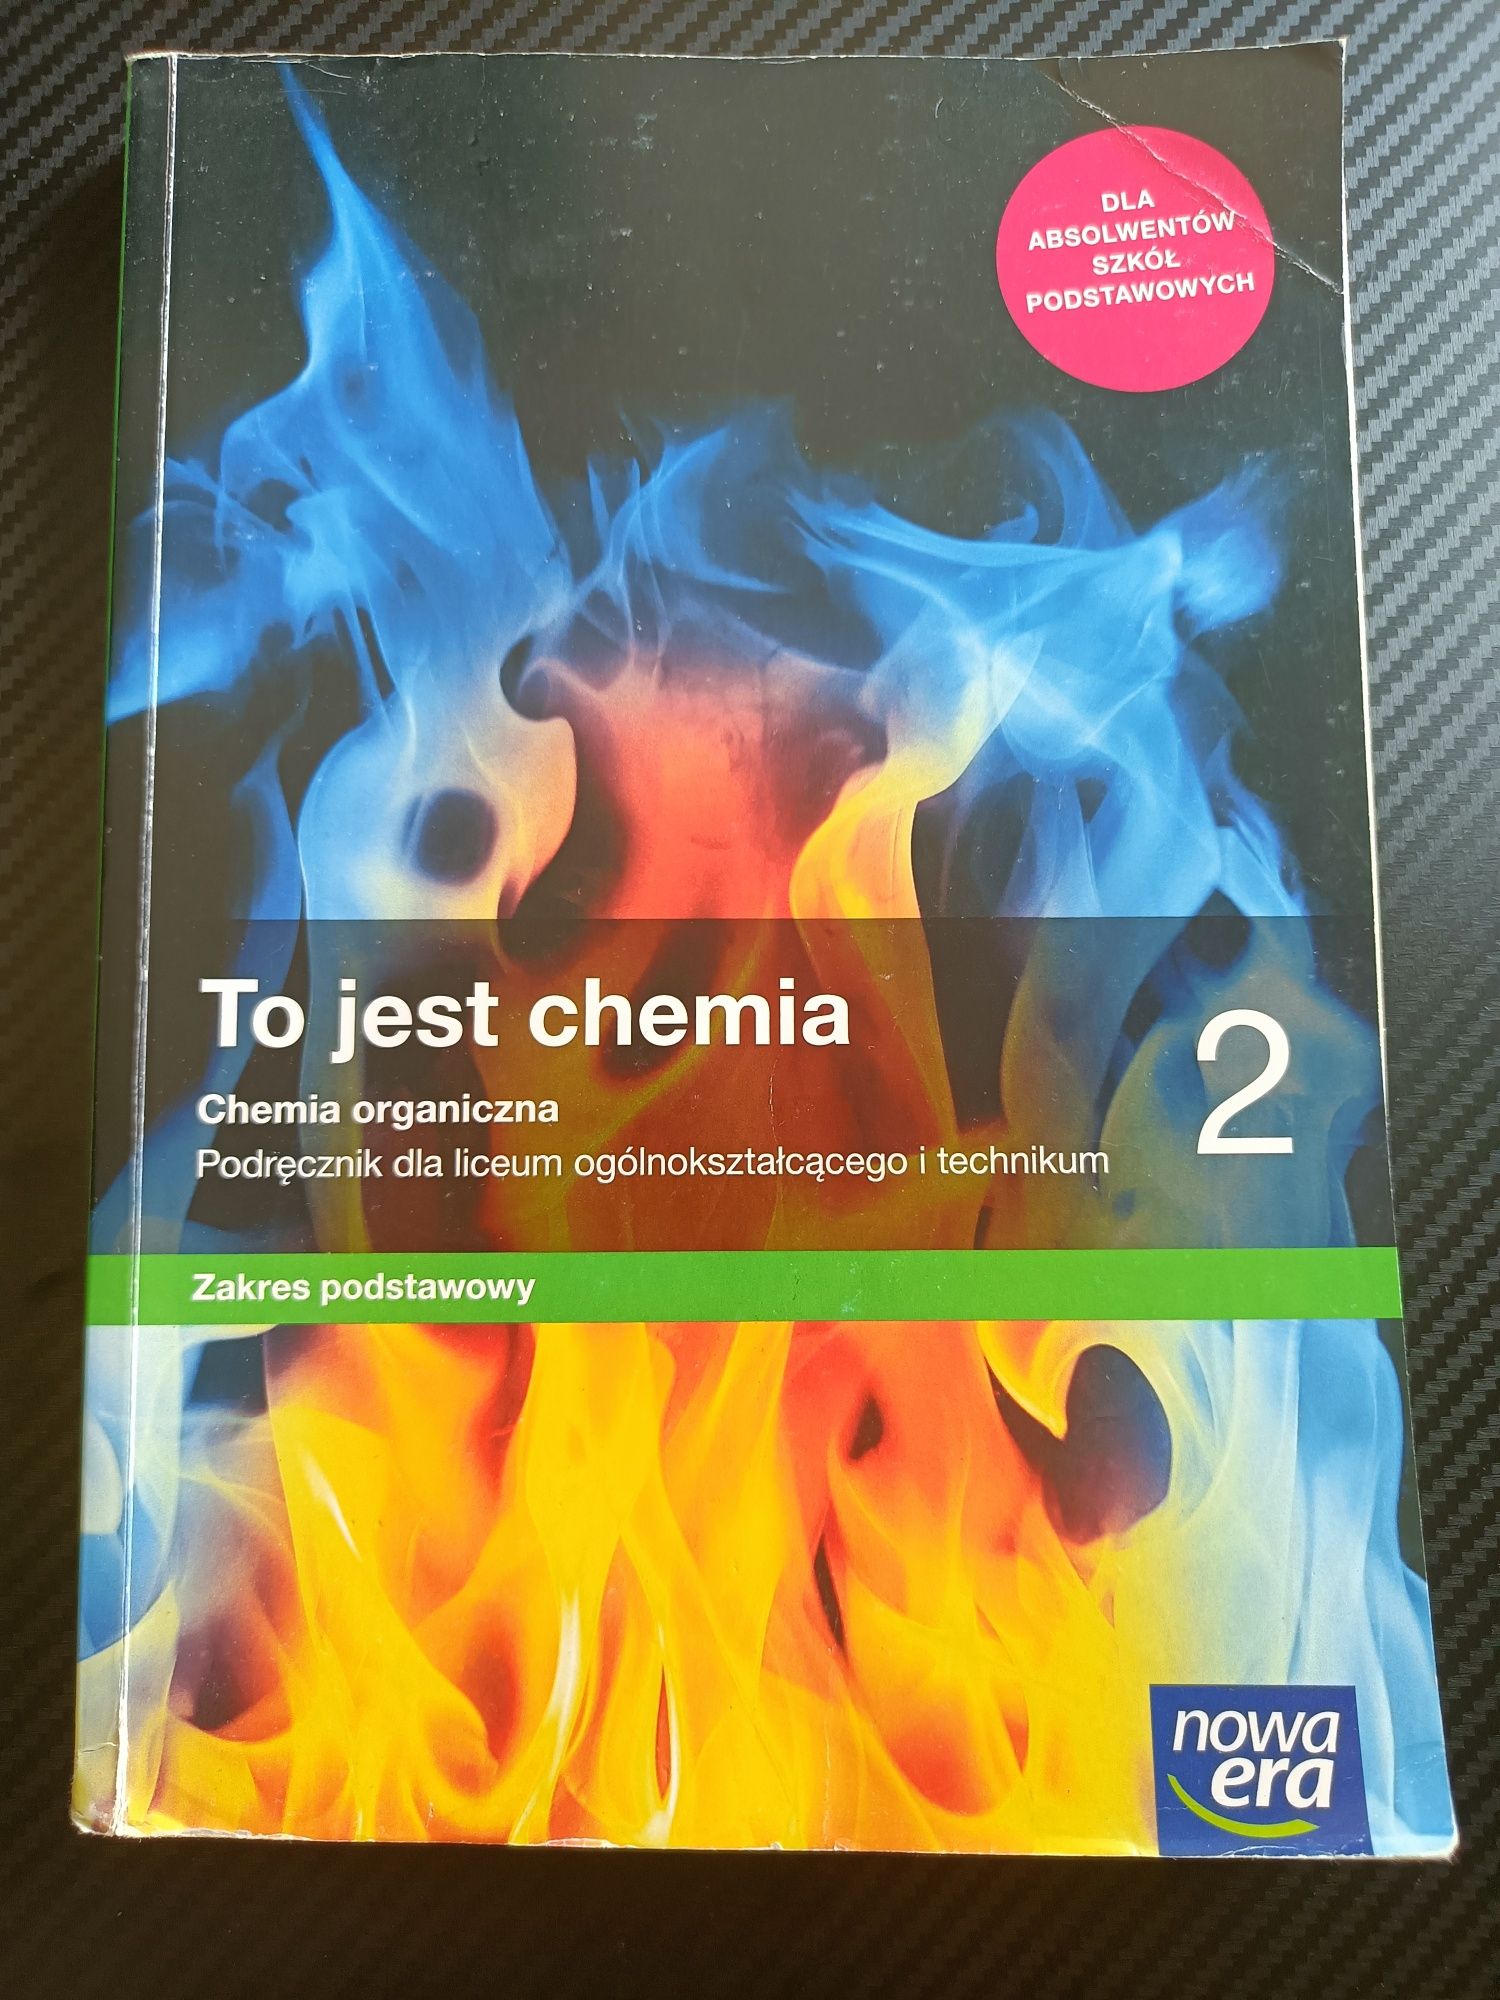 DLA
ABSOLWENTÓW
SZKÓŁ
PODSTAWOWYCH
To jest chemia
2
Chemia organiczna
Podręcznik dla liceum ogólnokształcącego i technikum
Zakres podstawowy
nowa
era